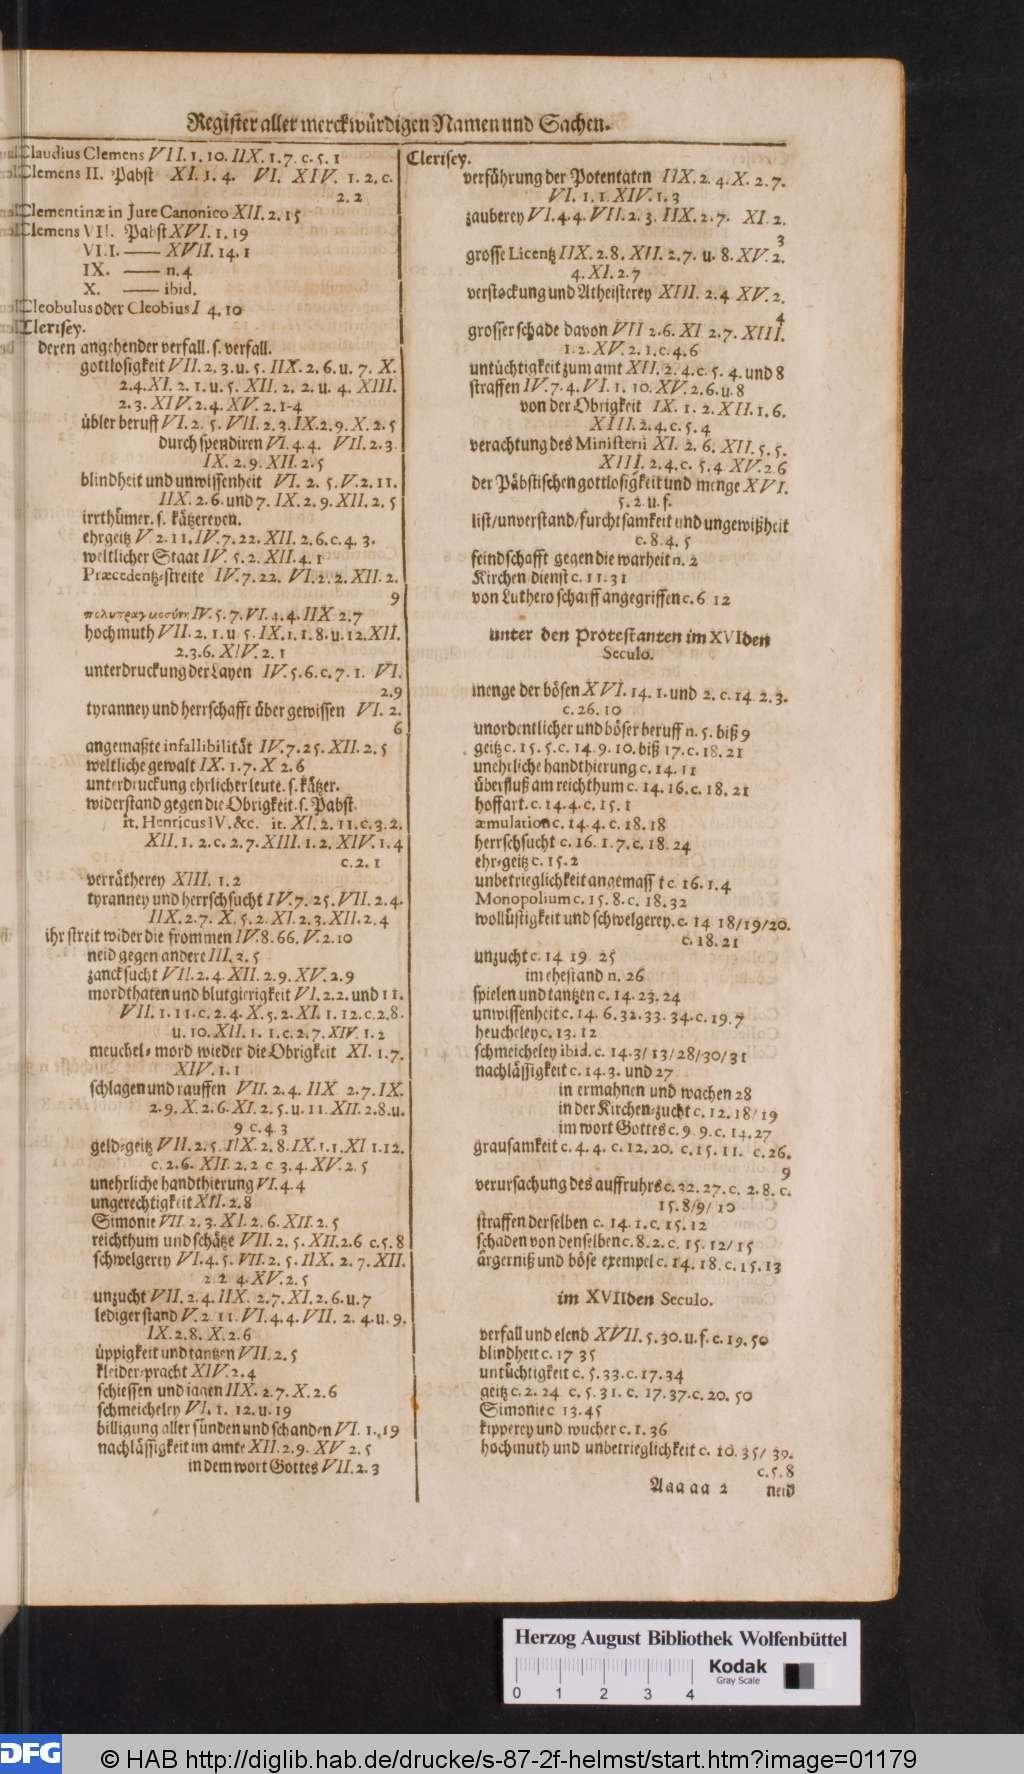 Register aller merckwürdigen Namen und Sachen.
Claudius Clemens VII. 1. 10. IIX. 1. 7. c. 5. 1
Clemens II. Pabst XI. 1. 4. VI. XIV. 1. 2. c.
2. 2
Clementinæ in Jure Canonico XII. 2. 15
Clemens VII. Pabst XVI. 1. 19
VIII. —— XVII. 14. 1
IX. —— n. 4
X. —— ibid.
Cleobulus oder Cleobius I 4. 10
Clerisey.
deren angehender verfall. s. verfall.
gottlosigkeit VII. 2. 3. u. 5. IIX. 2. 6. u. 7. X.
2. 4. XI. 2. 1. u. 5. XII. 2. 2. u. 4. XIII.
2. 3. XIV. 2. 4. XV. 2. 1-4
übler beruff VI. 2. 5. VII. 2. 3. IX. 2. 9. X. 2. 5
durch spendiren VI. 4. 4. VII. 2. 3.
IX. 2. 9. XII. 2. 5
blindheit und unwissenheit VI. 2. 5. V. 2. 11.
IIX. 2. 6. und 7. IX. 2. 9. XII. 2. 5
irrthümer. s. kätzereyen.
ehrgeitz V 2. 11. IV. 7. 22. XII. 2. 6. c. 4. 3.
weltlicher Staat IV. 5. 2. XII. 4. 1
Præcedentz-streite IV. 7. 22. VI. 2. 2. XII. 2.
9
πολυπραγμοσύνη IV. 5. 7. VI. 4. 4. IIX 2. 7
hochmuth VII. 2. 1. u. 5. IX. 1. 1. 8. u. 12. XII.
2. 3. 6. XIV. 2. 1
unterdruckung der Layen IV. 5. 6. c. 7. 1. VI.
2. 9
tyranney und herrschafft über gewissen VI. 2.
6
angemaßte infallibilität IV. 7. 25. XII. 2. 5
weltliche gewalt IX. 1. 7. X 2. 6
unterdruckung ehrlicher leute. s. kätzer.
widerstand gegen die Obrigkeit. s. Pabst.
it. Henricus IV. &c. it. XI. 2. 11. c. 3. 2.
XII. 1. 2. c. 2. 7. XIII. 1. 2. XIV. 1. 4
c. 2. 1
verrätherey XIII. 1. 2
tyranney und herrschsucht IV. 7. 25. VII. 2. 4.
IIX. 2. 7. X. 5. 2. XI. 2. 3. XII. 2. 4
ihr streit wider die frommen IV. 8. 66. V. 2. 10
neid gegen andere III. 2. 5
zancksucht VII. 2. 4. XII. 2. 9. XV. 2. 9
mordthaten und blutgierigkeit VI. 2. 2. und 11.
VII. 1. 11. c. 2. 4. X. 5. 2. XI. 1. 12. c. 2. 8.
u. 10. XII. 1. 1. c. 2. 7. XIV. 1. 2
meuchel-mord wieder die Obrigkeit XI. 1. 7.
XIV. 1. 1
schlagen und rauffen VII. 2. 4. IIX 2. 7. IX.
2. 9. X. 2. 6. XI. 2. 5. u. 11. XII. 2. 8. u.
9 c. 4. 3
geld-geitz VII. 2. 5. IIX. 2. 8. IX. 1. 1. XI 1. 12.
c. 2. 6. XII. 2. 2 c. 3. 4. XV. 2. 5
unehrliche handthierung VI. 4. 4
ungerechtigkeit XII. 2. 8
Simonie VII. 2. 3. XI. 2. 6. XII. 2. 5
reichthum und schätze VII. 2. 5. XII. 2. 6 c. 5. 8
schwelgerey VI. 4. 5. VII. 2. 5. IIX. 2. 7. XII.
2 2 4. XV. 2. 5
unzucht VII. 2. 4. IIX. 2. 7. XI. 2. 6. u. 7
lediger stand V. 2 11. VI. 4. 4. VII. 2. 4. u. 9.
IX. 2. 8. X. 2. 6
üppigkeit und tantzen VII. 2. 5
kleider-pracht XIV. 2. 4
schiessen und jagen IIX. 2. 7. X. 2. 6
schmeicheley VI. 1. 12. u. 19
billigung aller sünden und schanden VI. 1. 19
nachlässigkeit im amte XII. 2. 9. XV 2. 5
in dem wort Gottes VII. 2. 3
Clerisey.
verführung der Potentaten IIX. 2. 4. X. 2. 7.
VI. 1. 1. XIV. 1. 3
zauberey VI. 4. 4. VII. 2. 3. IIX. 2. 7. XI. 2.
3
grosse Licentz IIX. 2. 8. XII. 2. 7. u. 8. XV. 2.
4. XI. 2. 7
verstockung und Atheisterey XIII. 2. 4 XV. 2.
4
grosser schade davon VII 2. 6. XI 2. 7. XIII.
1. 2. XV. 2. 1. c. 4. 6
untüchtigkeit zum amt XII. 2. 4. c. 5. 4. und 8
straffen IV. 7. 4. VI. 1. 10. XV. 2. 6. u. 8
von der Obrigkeit IX. 1. 2. XII. 1. 6.
XIII. 2. 4. c. 5. 4
verachtung des Ministerii XI. 2. 6. XII. 5. 5.
XIII. 2. 4. c. 5. 4 XV. 2 6
der Päbstischen gottlosigkeit und menge XVI.
5. 2 u. f.
list/ unverstand/ furchtsamkeit und ungewißheit
c. 8. 4. 5
feindschafft gegen die warheit n. 2
Kirchen dienst c. 11. 31
von Luthero scharff angegriffen c. 6 12
unter den Protestanten im XVIden
Seculo.
menge der bösen XVI. 14. 1. und 2. c. 14. 2. 3.
c. 26. 10
unordentlicher und böser beruff n. 5. biß 9
geitz c. 15. 5. c. 14. 9. 10. biß 17. c. 18. 21
unehrliche handthierung c. 14. 11
überfluß am reichthum c. 14. 16. c. 18. 21
hoffart. c. 14. 4. c. 15. 1
æmulation c. 14. 4. c. 18. 18
herrschsucht c. 16. 1. 7. c. 18. 24
ehr-geitz c. 15. 2
unbetrieglichkeit angemasst c. 16. 1. 4
Monopolium c. 15. 8. c. 18. 32
wollüstigkeit und schwelgerey. c. 14 18/ 19/ 20.
c. 18. 21
unzucht c. 14 19. 25
im ehestand n. 26
spielen und tantzen c. 14. 23. 24
unwissenheit c. 14. 6. 32. 33. 34. c. 19. 7
heucheley c. 13. 12
schmeicheley ibid. c. 14. 3/ 13/ 28/ 30/ 31
nachlässigkeit c. 14. 3. und 27
in ermahnen und wachen 28
in der Kirchen-zucht c. 12. 18/ 19
im wort Gottes c. 9. 9. c. 14. 27
grausamkeit c. 4. 4. c. 12. 20. c. 15. 11. c. 26.
9
verursachung des auffruhrs c. 22. 27. c. 2. 8. c.
15. 8/ 9/ 10
straffen derselben c. 14. 1. c. 15. 12
schaden von denselben c. 8. 2. c. 15. 12/ 15
ärgerniß und böse exempel c. 14. 18. c. 15. 13
im XVIIden Seculo.
verfall und elend XVII. 5. 30. u. f. c. 19. 50
blindheit c. 17 35
untüchtigkeit c. 5. 33. c. 17. 34
geitz c. 2. 24 c. 5. 31. c. 17. 37. c. 20. 50
Simonie c 13. 45
kipperey und wucher c. 1. 36
hochmuth und unbetrieglichkeit c. 10. 35/ 39.
c. 5. 8
Aaaaa 2 neid
Herzog August Bibliothek Wolfenbüttel
Kodak
Gray Scale
0 1 2 3 4
DFG
© HAB http://diglib.hab.de/drucke/s-87-2f-helmst/start.htm?image=01179